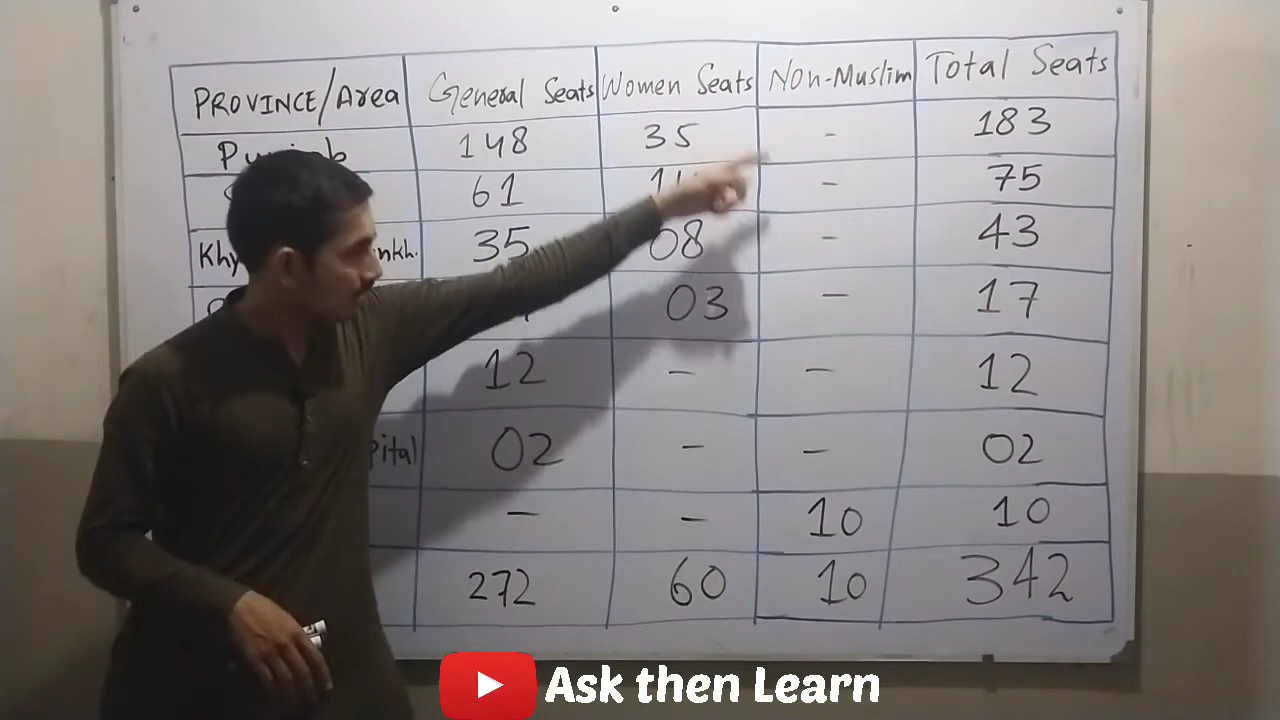 PROVINCE/Area General Seats Women Seats Non-Muslim Total Seats
148 35 - 183
61 - 75
35 08 - 43
03 - 17
12 - - 12
02 - - 02
- - 10 10
272 60 10 342
Ask then Learn